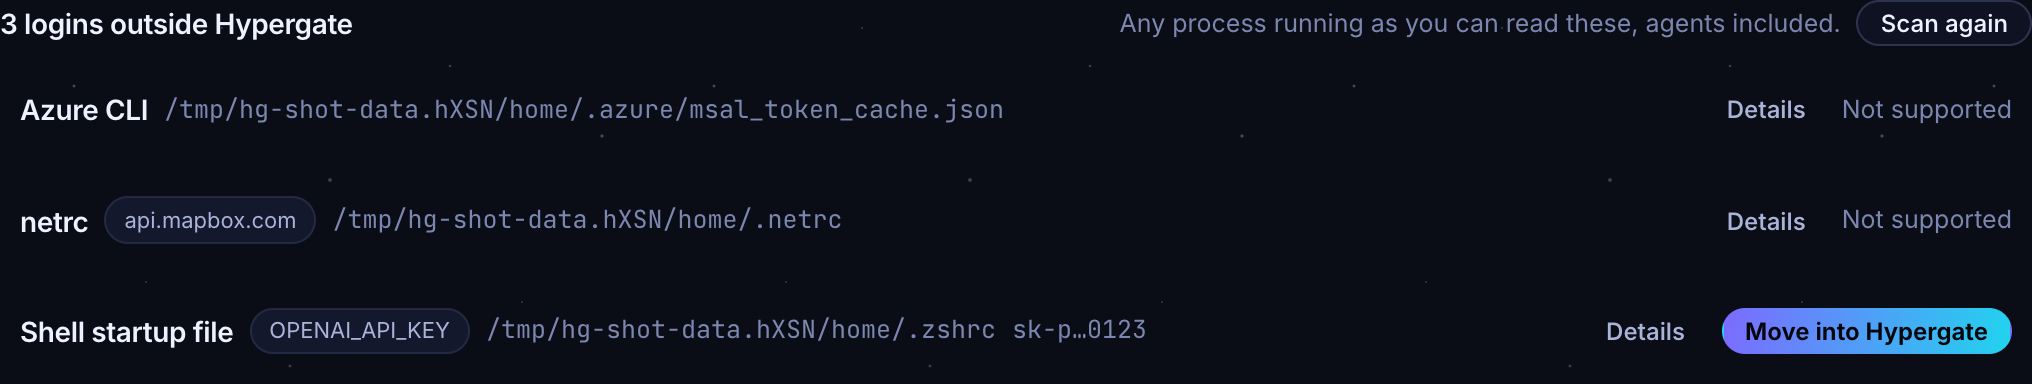 3 logins outside Hypergate Any process running as you can read these, agents included. Scan again
Azure CLI /tmp/hg-shot-data.hXSN/home/.azure/msal_token_cache.json Details Not supported
netrc api.mapbox.com /tmp/hg-shot-data.hXSN/home/.netrc Details Not supported
Shell startup file OPENAI_API_KEY /tmp/hg-shot-data.hXSN/home/.zshrc sk-p…0123 Details Move into Hypergate